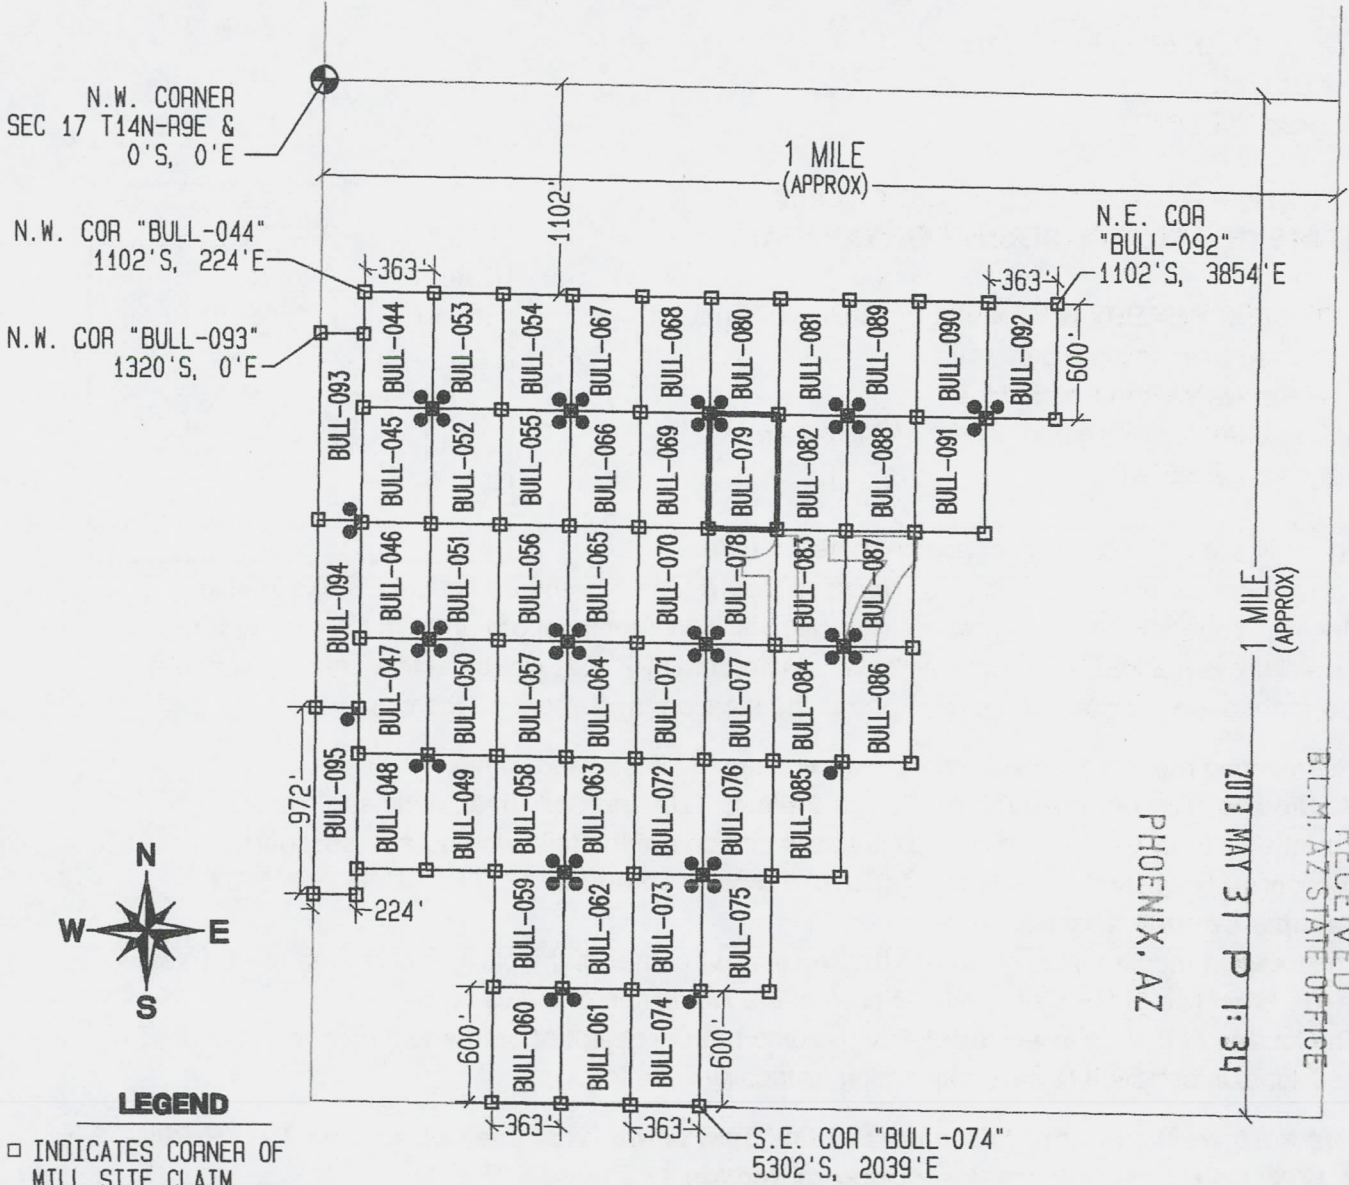 N.W. CORNER
SEC 17 T14N-R9E &
0'S, 0'E
1 MILE
(APPROX)
1102'
N.W. COR "BULL-044"
1102'S, 224'E
N.E. COR
"BULL-092"
1102'S, 3854'E
363'
363'
N.W. COR "BULL-093"
1320'S, 0'E
600'
BULL-044
BULL-053
BULL-054
BULL-067
BULL-068
BULL-080
BULL-081
BULL-089
BULL-090
BULL-092
BULL-093
BULL-045
BULL-052
BULL-055
BULL-066
BULL-069
BULL-079
BULL-082
BULL-088
BULL-091
BULL-094
BULL-046
BULL-051
BULL-056
BULL-065
BULL-070
BULL-078
BULL-083
BULL-087
17
1 MILE
(APPROX)
BULL-047
BULL-050
BULL-057
BULL-064
BULL-071
BULL-077
BULL-084
BULL-086
BULL-095
BULL-048
BULL-049
BULL-058
BULL-063
BULL-072
BULL-076
BULL-085
972'
224'
BULL-059
BULL-062
BULL-073
BULL-075
BULL-060
BULL-061
BULL-074
600'
600'
363'
363'
S.E. COR "BULL-074"
5302'S, 2039'E
RECEIVED
B.L.M. AZ STATE OFFICE
2013 MAY 31 P 1:34
PHOENIX, AZ
N
W E
S
LEGEND
□ INDICATES CORNER OF
MILL SITE CLAIM